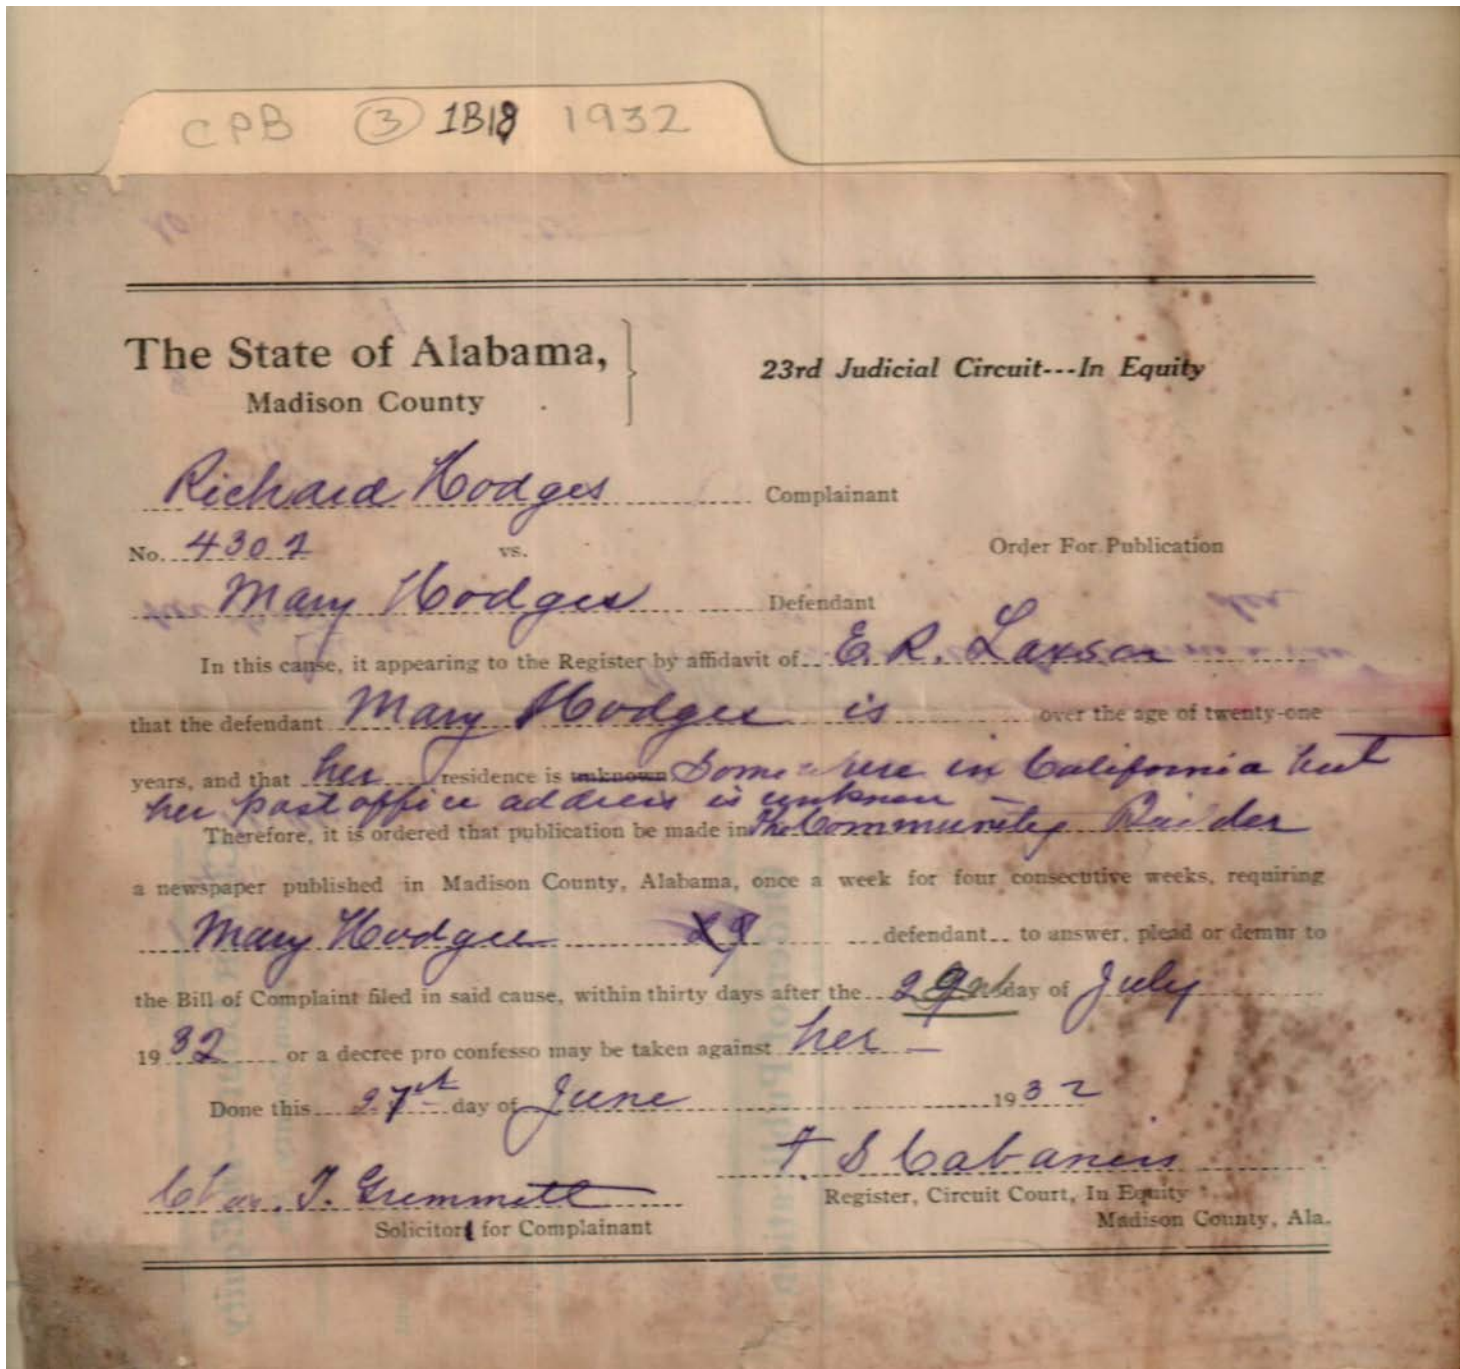 CPB ③ 1B18 1932
The State of Alabama,
Madison County
23rd Judicial Circuit---In Equity
Richard Hodges Complainant
No. 4302 vs. Order For Publication
Mary Hodges Defendant
In this cause, it appearing to the Register by affidavit of E. R. Laxson
that the defendant Mary Hodges is over the age of twenty-one
years, and that her residence is unknown Somewhere in California but
her post office address is unknown —
Therefore, it is ordered that publication be made in The Community Builder
a newspaper published in Madison County, Alabama, once a week for four consecutive weeks, requiring
Mary Hodges defendant to answer, plead or demur to
the Bill of Complaint filed in said cause, within thirty days after the 29 day of July
1932 or a decree pro confesso may be taken against her —
Done this 27st day of June 1932
T S Cabaniss
Chas. T. Grimmett
Register, Circuit Court, In Equity
Solicitor for Complainant
Madison County, Ala.